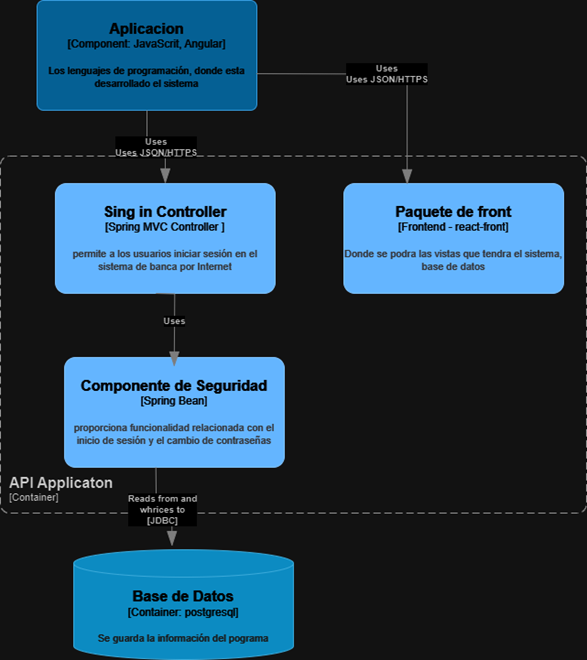 Aplicacion
[Component: JavaScrit, Angular]
Los lenguajes de programación, donde esta
desarrollado el sistema
Uses
Uses JSON/HTTPS
Uses
Uses JSON/HTTPS
Sing in Controller
[Spring MVC Controller ]
permite a los usuarios iniciar sesión en el
sistema de banca por Internet
Paquete de front
[Frontend - react-front]
Donde se podra las vistas que tendra el sistema,
base de datos
Uses
Componente de Seguridad
[Spring Bean]
proporciona funcionalidad relacionada con el
inicio de sesión y el cambio de contraseñas
API Applicaton
[Container]
Reads from and
whrices to
[JDBC]
Base de Datos
[Container: postgresql]
Se guarda la información del pograma